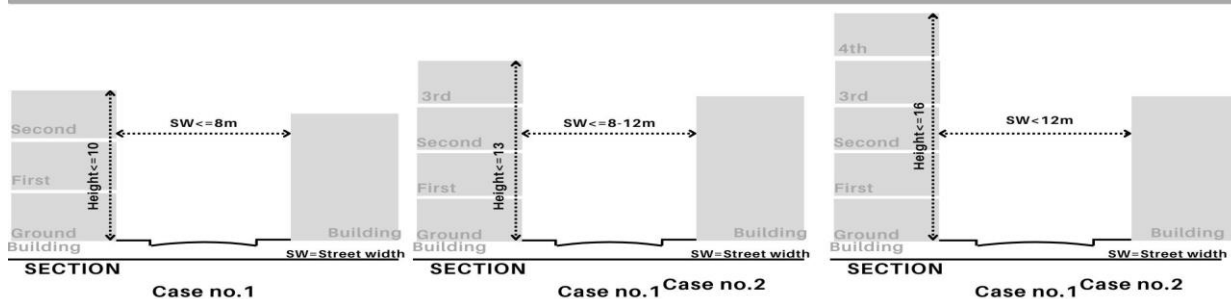 Second
First
Ground
Building
Height<=10
SW<=8m
Building
SW=Street width
SECTION
Case no.1
3rd
Second
First
Ground
Building
Height<=13
SW<=8-12m
Building
SW=Street width
SECTION
Case no.1 Case no.2
4th
3rd
Second
First
Ground
Building
Height<=16
SW<12m
Building
SW=Street width
SECTION
Case no.1 Case no.2